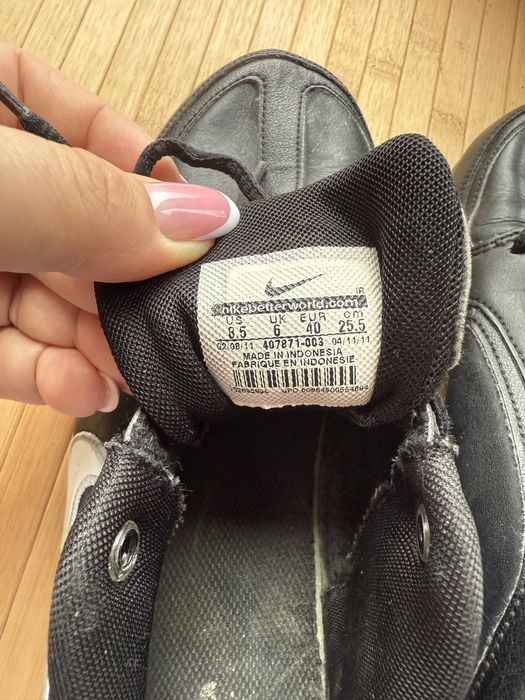 nikebetterworld.com
IR
US UK EUR cm
8.5 6 40 25.5
02/08/11 407871-003 04/11/11
MADE IN INDONESIA
FABRIQUE EN INDONESIE